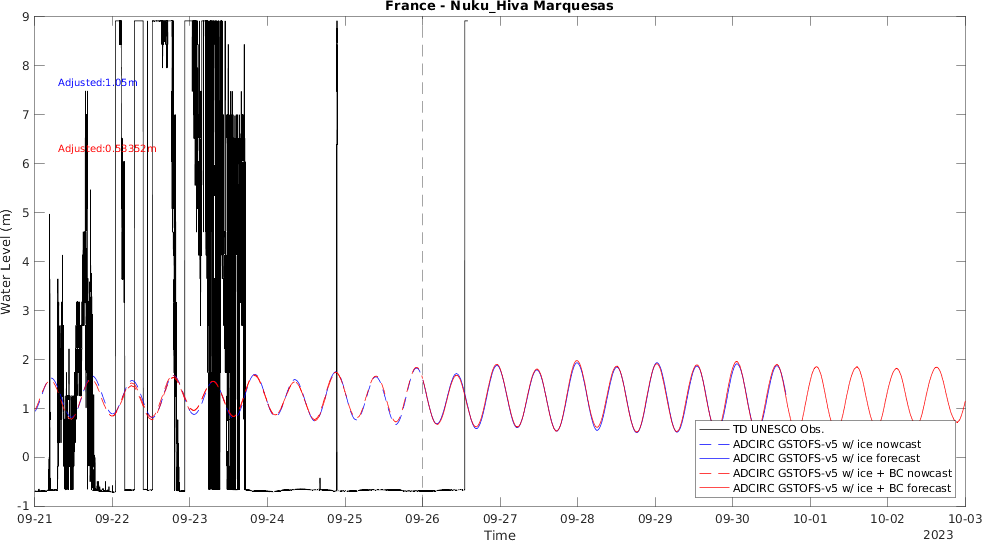 France - Nuku_Hiva Marquesas
9
8
7
6
5
4
3
2
1
0
-1
Water Level (m)
Adjusted:1.05m
Adjusted:0.53352m
TD UNESCO Obs.
ADCIRC GSTOFS-v5 w/ ice nowcast
ADCIRC GSTOFS-v5 w/ ice forecast
ADCIRC GSTOFS-v5 w/ ice + BC nowcast
ADCIRC GSTOFS-v5 w/ ice + BC forecast
09-21 09-22 09-23 09-24 09-25 09-26 09-27 09-28 09-29 09-30 10-01 10-02 10-03
Time
2023